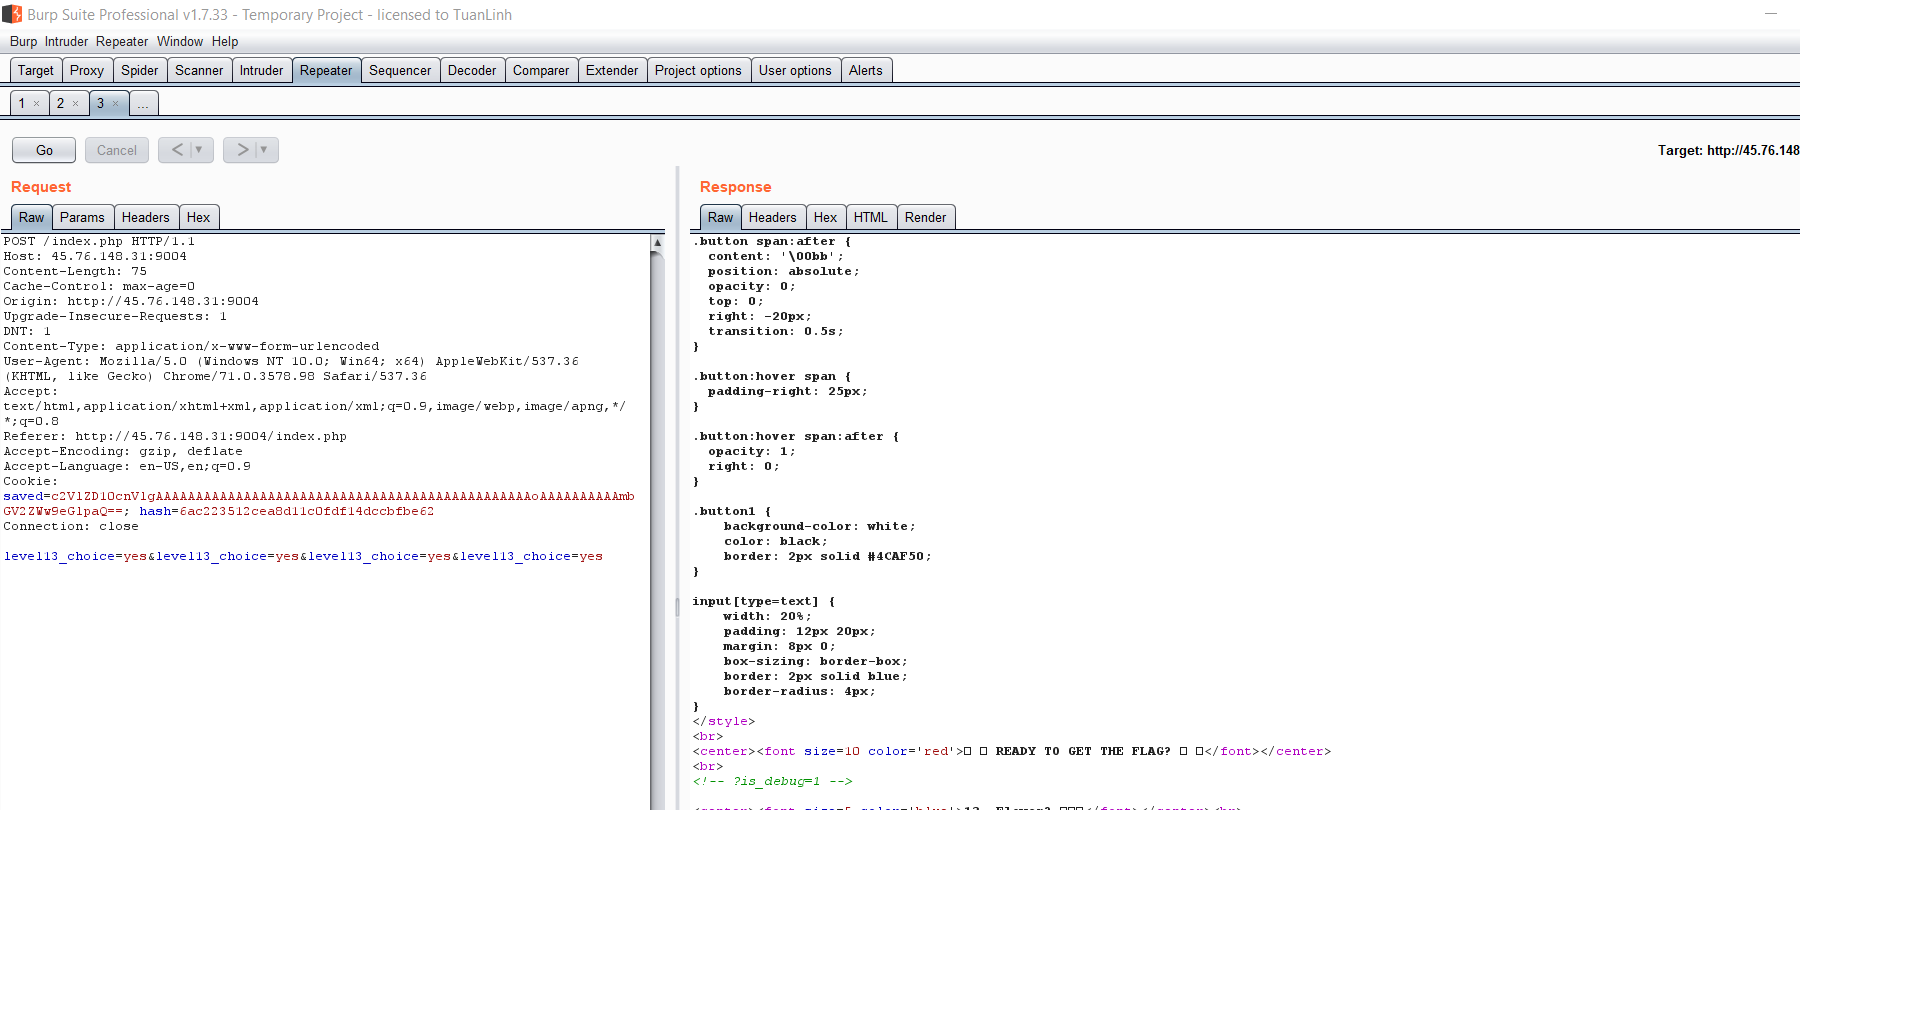 Burp Suite Professional v1.7.33 - Temporary Project - licensed to TuanLinh
Burp Intruder Repeater Window Help
Target Proxy Spider Scanner Intruder Repeater Sequencer Decoder Comparer Extender Project options User options Alerts
1 × 2 × 3 × ...
Go Cancel < > 
Target: http://45.76.148
Request
Raw Params Headers Hex
POST /index.php HTTP/1.1
Host: 45.76.148.31:9004
Content-Length: 75
Cache-Control: max-age=0
Origin: http://45.76.148.31:9004
Upgrade-Insecure-Requests: 1
DNT: 1
Content-Type: application/x-www-form-urlencoded
User-Agent: Mozilla/5.0 (Windows NT 10.0; Win64; x64) AppleWebKit/537.36
(KHTML, like Gecko) Chrome/71.0.3578.98 Safari/537.36
Accept:
text/html,application/xhtml+xml,application/xml;q=0.9,image/webp,image/apng,*/
*;q=0.8
Referer: http://45.76.148.31:9004/index.php
Accept-Encoding: gzip, deflate
Accept-Language: en-US,en;q=0.9
Cookie:
hash=6ac223512cea8d11c0fdf14dccbfbe62
Connection: close
level13_choice=yes&level13_choice=yes&level13_choice=yes&level13_choice=yes
Response
Raw Headers Hex HTML Render
.button span:after {
content: '\00bb';
position: absolute;
opacity: 0;
top: 0;
right: -20px;
transition: 0.5s;
}
.button:hover span {
padding-right: 25px;
}
.button:hover span:after {
opacity: 1;
right: 0;
}
.button1 {
background-color: white;
color: black;
border: 2px solid #4CAF50;
}
input[type=text] {
width: 20%;
padding: 12px 20px;
margin: 8px 0;
box-sizing: border-box;
border: 2px solid blue;
border-radius: 4px;
}
</style>
<br>
<center><font size=10 color='red'>□ □ READY TO GET THE FLAG? □ □</font></center>
<br>
<!-- ?is_debug=1 -->